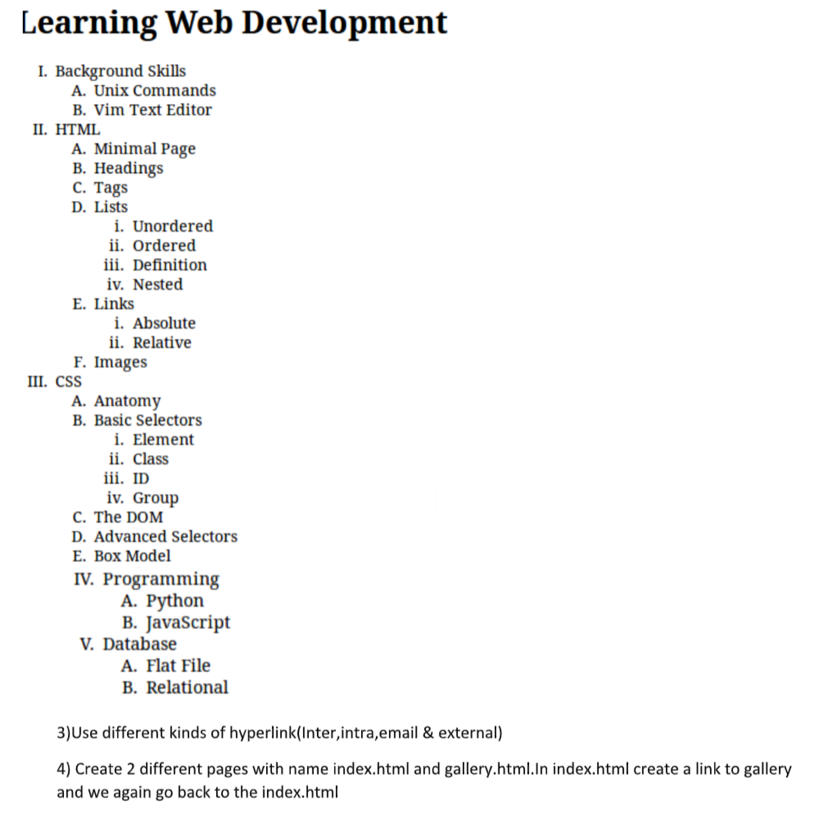 Learning Web Development
I. Background Skills
A. Unix Commands
B. Vim Text Editor
II. HTML
A. Minimal Page
B. Headings
C. Tags
D. Lists
i. Unordered
ii. Ordered
iii. Definition
iv. Nested
E. Links
i. Absolute
ii. Relative
F. Images
III. CSS
A. Anatomy
B. Basic Selectors
i. Element
ii. Class
iii. ID
iv. Group
C. The DOM
D. Advanced Selectors
E. Box Model
IV. Programming
A. Python
B. JavaScript
V. Database
A. Flat File
B. Relational
3)Use different kinds of hyperlink(Inter,intra,email & external)
4) Create 2 different pages with name index.html and gallery.html.In index.html create a link to gallery
and we again go back to the index.html